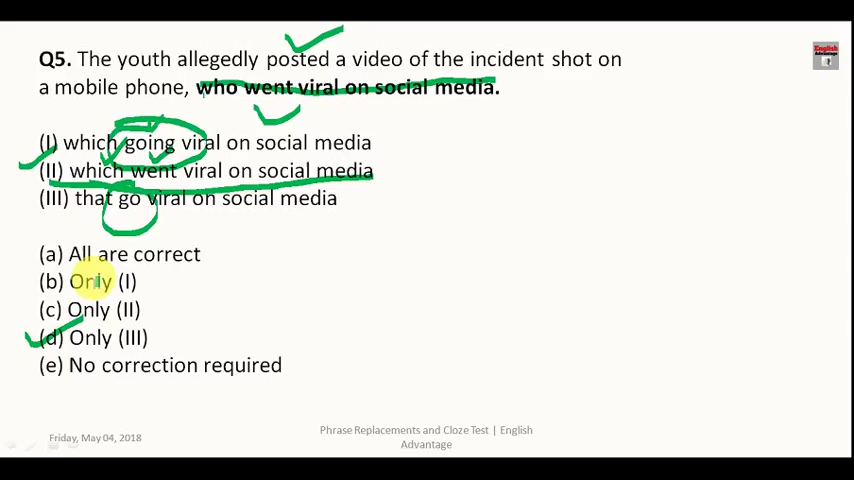 Q5. The youth allegedly posted a video of the incident shot on
a mobile phone, who went viral on social media.
English
Advantage
(I) which going viral on social media
(II) which went viral on social media
(III) that go viral on social media
(a) All are correct
(b) Only (I)
(c) Only (II)
(d) Only (III)
(e) No correction required
Friday, May 04, 2018
Phrase Replacements and Cloze Test | English
Advantage